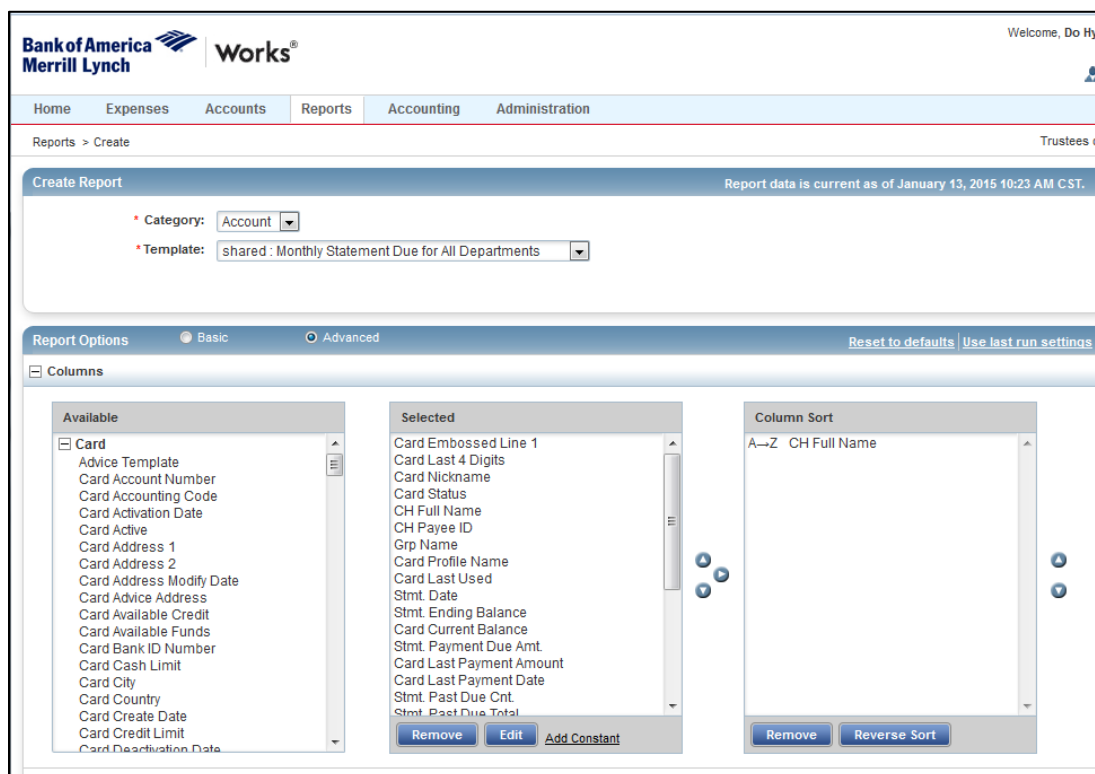 Welcome, Do Hy
Bank of America
Merrill Lynch
Works®
Home Expenses Accounts Reports Accounting Administration
Reports > Create
Trustees
Create Report
Report data is current as of January 13, 2015 10:23 AM CST.
* Category: Account
* Template: shared : Monthly Statement Due for All Departments
Report Options Basic Advanced
Reset to defaults Use last run settings
Columns
Available
Card
Advice Template
Card Account Number
Card Accounting Code
Card Activation Date
Card Active
Card Address 1
Card Address 2
Card Address Modify Date
Card Advice Address
Card Available Credit
Card Available Funds
Card Bank ID Number
Card Cash Limit
Card City
Card Country
Card Create Date
Card Credit Limit
Card Deactivation Date
Selected
Card Embossed Line 1
Card Last 4 Digits
Card Nickname
Card Status
CH Full Name
CH Payee ID
Grp Name
Card Profile Name
Card Last Used
Stmt. Date
Stmt. Ending Balance
Card Current Balance
Stmt. Payment Due Amt.
Card Last Payment Amount
Card Last Payment Date
Stmt. Past Due Cnt.
Stmt. Past Due Total
Remove Edit Add Constant
Column Sort
A→Z CH Full Name
Remove Reverse Sort